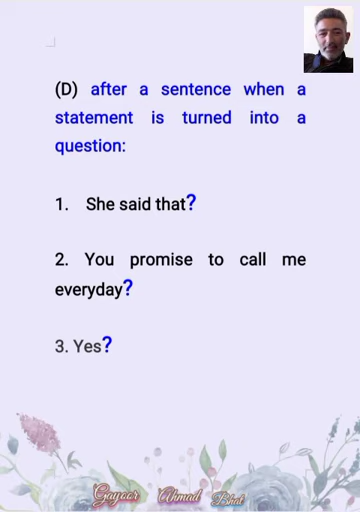 (D) after a sentence when a
statement is turned into a
question:
1. She said that?
2. You promise to call me
everyday?
3. Yes?
Gayoor Ahmad Bhat